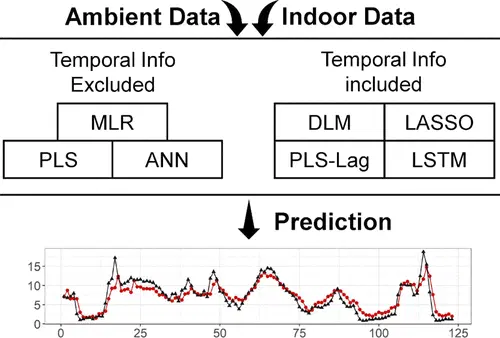 Ambient Data Indoor Data
Temporal Info
Excluded
MLR
PLS ANN
Temporal Info
included
DLM LASSO
PLS-Lag LSTM
Prediction
15
10
5
0
0 25 50 75 100 125